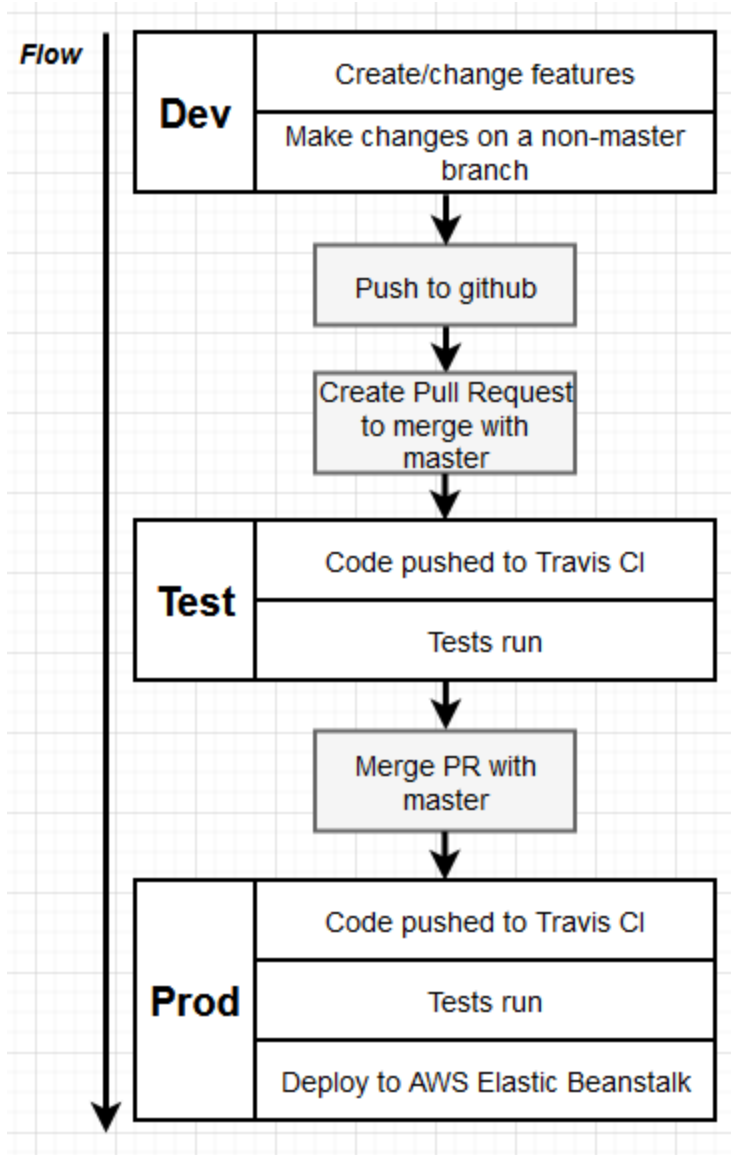 Flow
Dev
Create/change features
Make changes on a non-master
branch
Push to github
Create Pull Request
to merge with
master
Test
Code pushed to Travis CI
Tests run
Merge PR with
master
Prod
Code pushed to Travis CI
Tests run
Deploy to AWS Elastic Beanstalk